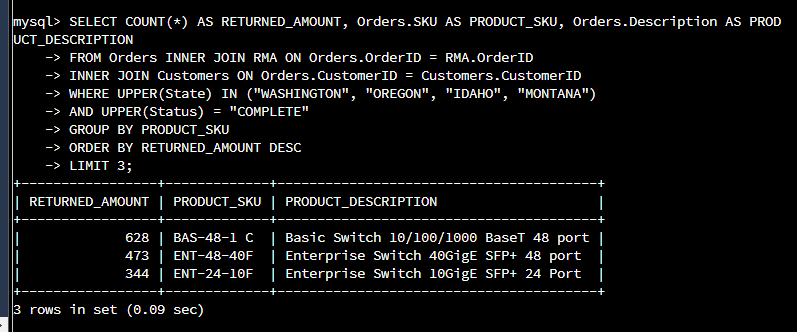 mysql> SELECT COUNT(*) AS RETURNED_AMOUNT, Orders.SKU AS PRODUCT_SKU, Orders.Description AS PROD
UCT_DESCRIPTION
    -> FROM Orders INNER JOIN RMA ON Orders.OrderID = RMA.OrderID
    -> INNER JOIN Customers ON Orders.CustomerID = Customers.CustomerID
    -> WHERE UPPER(State) IN ("WASHINGTON", "OREGON", "IDAHO", "MONTANA")
    -> AND UPPER(Status) = "COMPLETE"
    -> GROUP BY PRODUCT_SKU
    -> ORDER BY RETURNED_AMOUNT DESC
    -> LIMIT 3;
+-----------------+-------------+----------------------------------------+
| RETURNED_AMOUNT | PRODUCT_SKU | PRODUCT_DESCRIPTION                    |
+-----------------+-------------+----------------------------------------+
|             628 | BAS-48-1 C  | Basic Switch 10/100/1000 BaseT 48 port |
|             473 | ENT-48-40F  | Enterprise Switch 40GigE SFP+ 48 port  |
|             344 | ENT-24-10F  | Enterprise Switch 10GigE SFP+ 24 Port  |
+-----------------+-------------+----------------------------------------+
3 rows in set (0.09 sec)